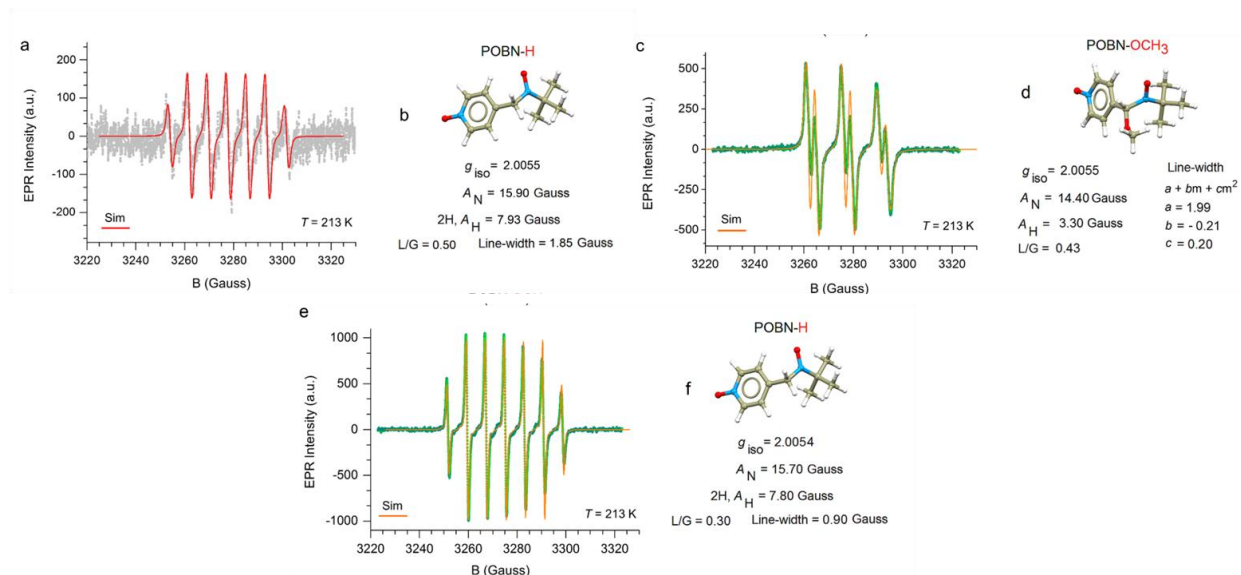 a
200
100
0
-100
-200
EPR Intensity (a.u.)
Sim
T = 213 K
3220 3240 3260 3280 3300 3320
B (Gauss)
POBN-H
b
g iso = 2.0055
A N = 15.90 Gauss
2H, A H = 7.93 Gauss
L/G = 0.50 Line-width = 1.85 Gauss
c
500
250
0
-250
-500
EPR Intensity (a.u.)
Sim
T = 213 K
3220 3240 3260 3280 3300 3320
B (Gauss)
POBN-OCH3
d
g iso = 2.0055
A N = 14.40 Gauss
A H = 3.30 Gauss
L/G = 0.43
Line-width
a + bm + cm²
a = 1.99
b = - 0.21
c = 0.20
e
1000
500
0
-500
-1000
EPR Intensity (a.u.)
Sim
T = 213 K
3220 3240 3260 3280 3300 3320
B (Gauss)
POBN-H
f
g iso = 2.0054
A N = 15.70 Gauss
2H, A H = 7.80 Gauss
L/G = 0.30 Line-width = 0.90 Gauss